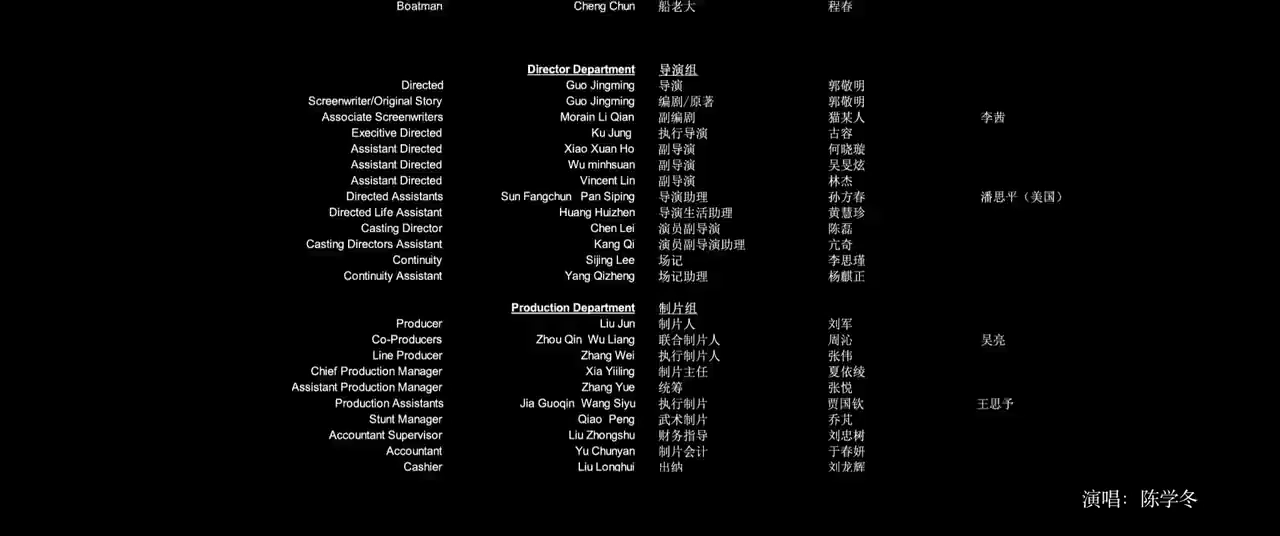 Boatman Cheng Chun 船老大 程春
Director Department 导演组
Directed Guo Jingming 导演 郭敬明
Screenwriter/Original Story Guo Jingming 编剧/原著 郭敬明
Associate Screenwriters Morain Li Qian 副编剧 猫某人 李茜
Execitive Directed Ku Jung 执行导演 古容
Assistant Directed Xiao Xuan Ho 副导演 何晓璇
Assistant Directed Wu minhsuan 副导演 吴旻炫
Assistant Directed Vincent Lin 副导演 林杰
Directed Assistants Sun Fangchun Pan Siping 导演助理 孙方春 潘思平（美国）
Directed Life Assistant Huang Huizhen 导演生活助理 黄慧珍
Casting Director Chen Lei 演员副导演 陈磊
Casting Directors Assistant Kang Qi 演员副导演助理 亢奇
Continuity Sijing Lee 场记 李思瑾
Continuity Assistant Yang Qizheng 场记助理 杨麒正
Production Department 制片组
Producer Liu Jun 制片人 刘军
Co-Producers Zhou Qin Wu Liang 联合制片人 周沁 吴亮
Line Producer Zhang Wei 执行制片人 张伟
Chief Production Manager Xia Yiiling 制片主任 夏依绫
Assistant Production Manager Zhang Yue 统筹 张悦
Production Assistants Jia Guoqin Wang Siyu 执行制片 贾国钦 王思予
Stunt Manager Qiao Peng 武术制片 乔芃
Accountant Supervisor Liu Zhongshu 财务指导 刘忠树
Accountant Yu Chunyan 制片会计 于春妍
Cashier Liu Longhui 出纳 刘龙辉
演唱：陈学冬